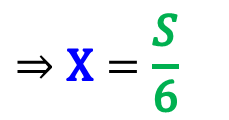 ⇒ X = S/6